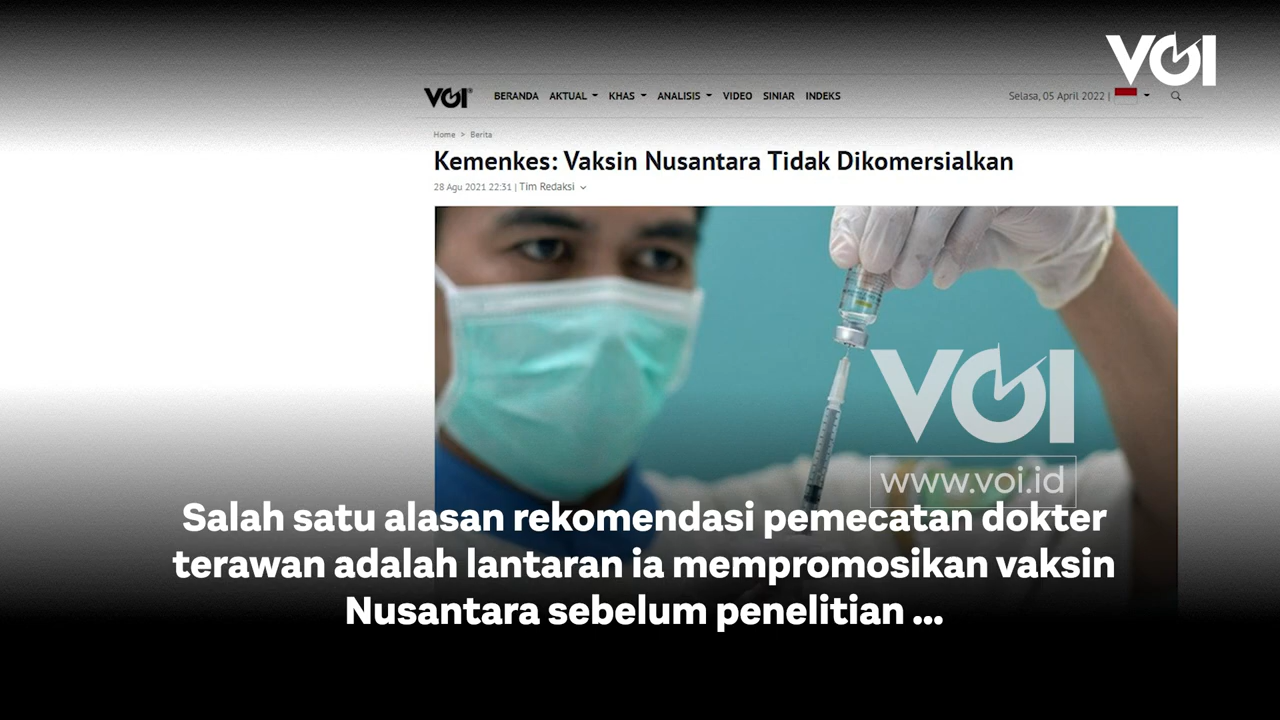 VOI
VOI BERANDA AKTUAL KHAS ANALISIS VIDEO SINIAR INDEKS Selasa, 05 April 2022 |
Home > Berita
Kemenkes: Vaksin Nusantara Tidak Dikomersialkan
28 Agu 2021 22:31 | Tim Redaksi
VOI
www.voi.id
Salah satu alasan rekomendasi pemecatan dokter
terawan adalah lantaran ia mempromosikan vaksin
Nusantara sebelum penelitian ...